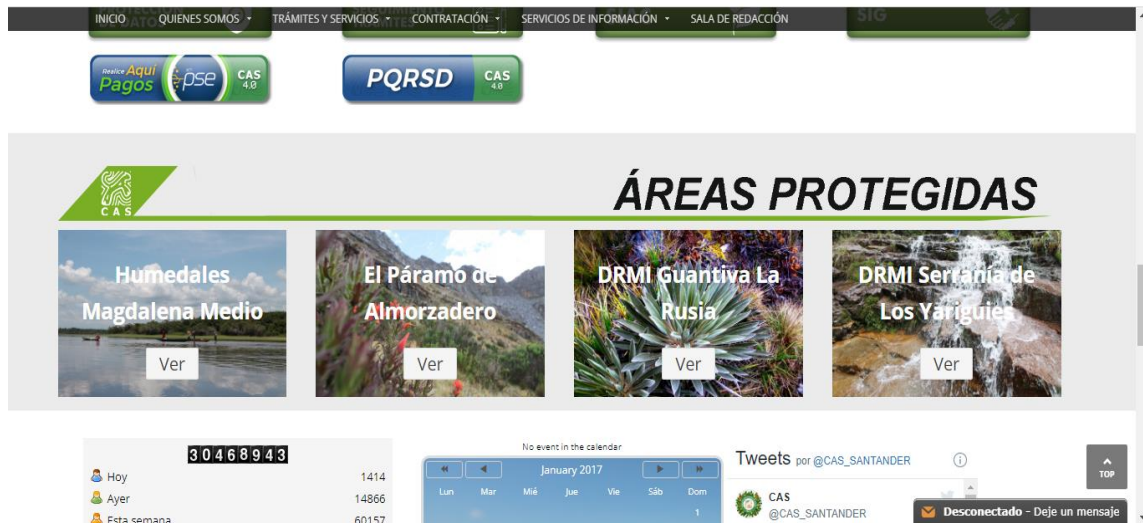 INICIO QUIENES SOMOS TRÁMITES Y SERVICIOS CONTRATACIÓN SERVICIOS DE INFORMACIÓN SALA DE REDACCIÓN
SIG
Realice Aquí
Pagos
pse
CAS
4.0
PQRSD
CAS
4.0
CAS
ÁREAS PROTEGIDAS
Humedales
Magdalena Medio
Ver
El Páramo de
Almorzadero
Ver
DRMI Guantiva La
Rusia
Ver
DRMI Serranía de
Los Yariguies
Ver
30468943
Hoy 1414
Ayer 14866
Esta semana 60157
No event in the calendar
January 2017
Lun Mar Mié Jue Vie Sáb Dom
1
Tweets por @CAS_SANTANDER
CAS
@CAS_SANTANDER
TOP
Desconectado - Deje un mensaje